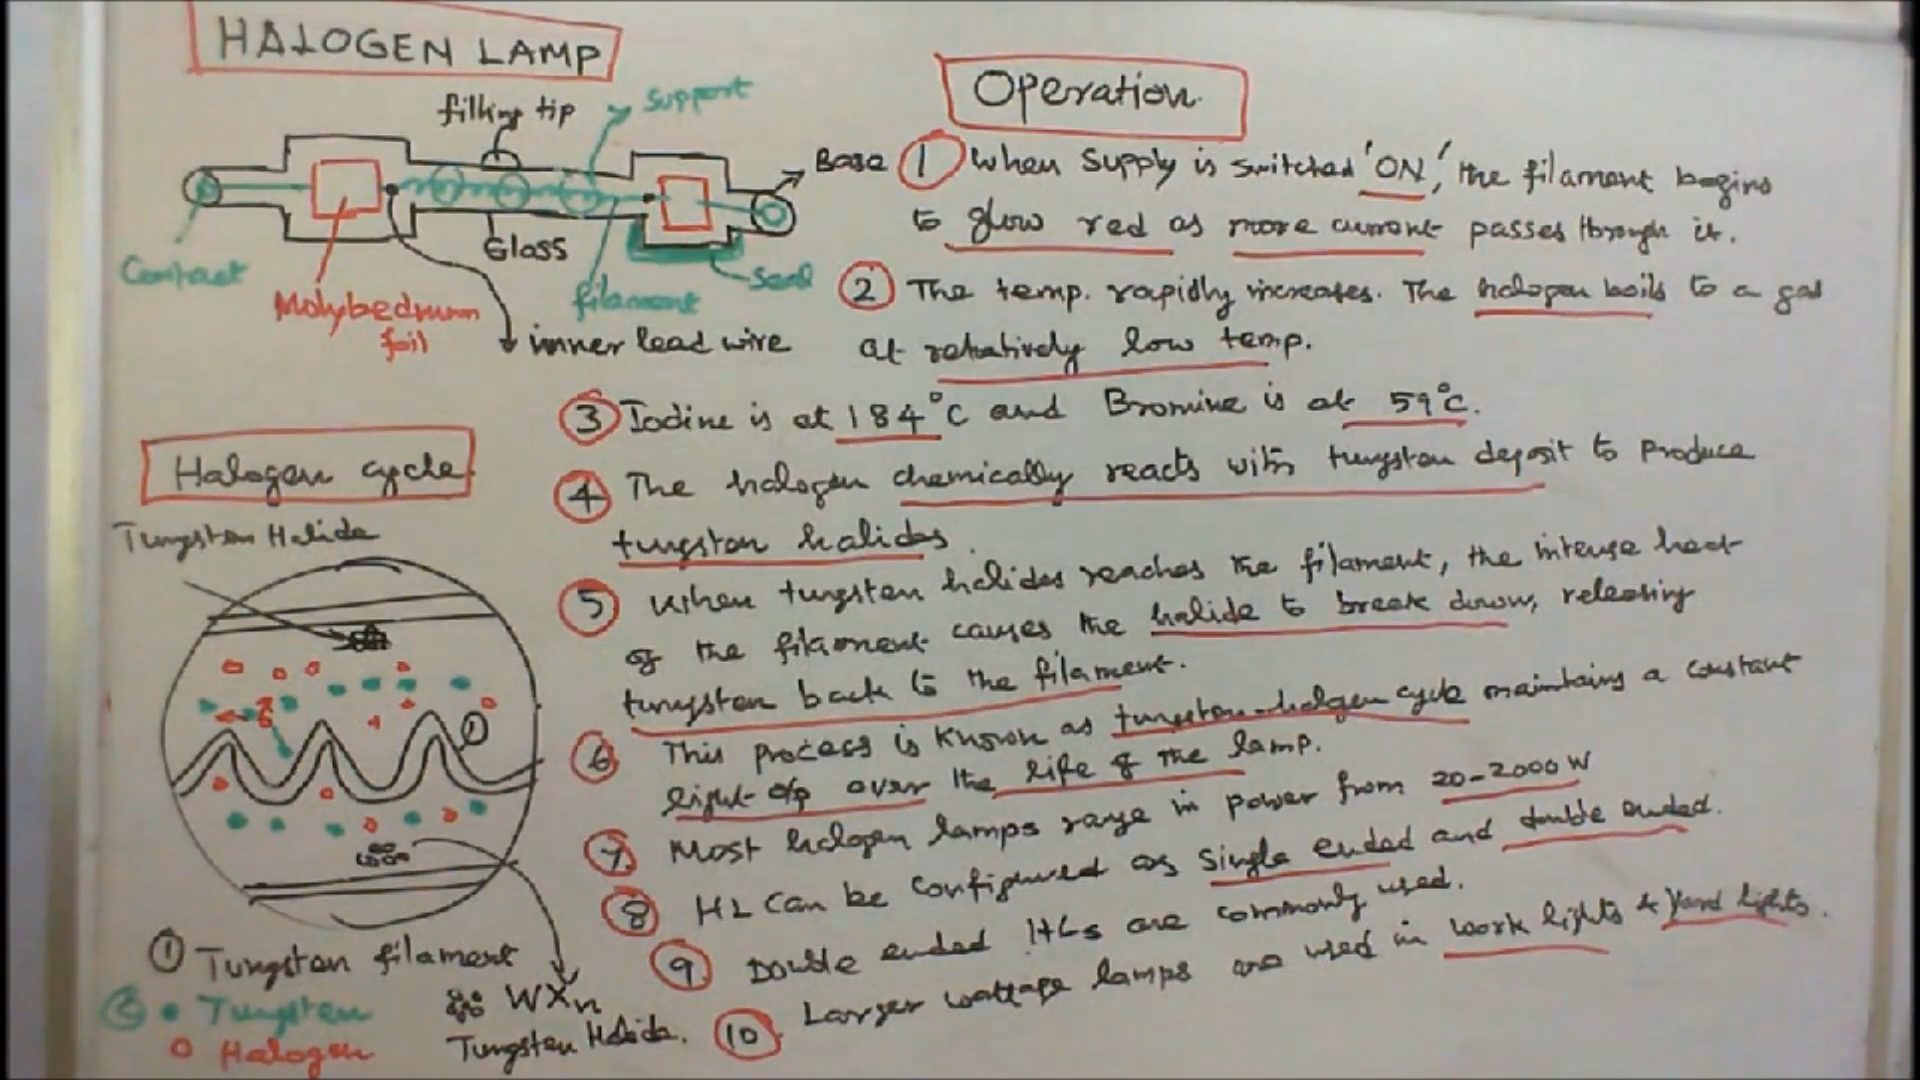 HALOGEN LAMP
filling tip
Support
Base
Contact
Molybednum
foil
Glass
filament
Seal
inner lead wire
Halogen cycle
Tungsten Halide
1
1 Tungsten filament
2 Tungsten
Halogen
WXn
Tungsten Halide.
Operation
1 When supply is switched 'ON', the filament begins
to glow red as more current passes through it.
2 The temp. rapidly increases. The halogen boils to a gas
at relatively low temp.
3 Iodine is at 184°C and Bromine is at 59°C.
4 The halogen chemically reacts with tungsten deposit to produce
tungsten halides.
5 When tungsten halides reaches the filament, the intense heat
of the filament causes the halide to break down, releasing
tungsten back to the filament.
6 This process is known as tungsten-halogen cycle maintains a constant
light o/p over the life of the lamp.
7 Most halogen lamps range in power from 20-2000W
8 HL can be configured as single ended and double ended.
9 Double ended HLs are commonly used.
10 Larger wattage lamps are used in work lights & Yard lights.